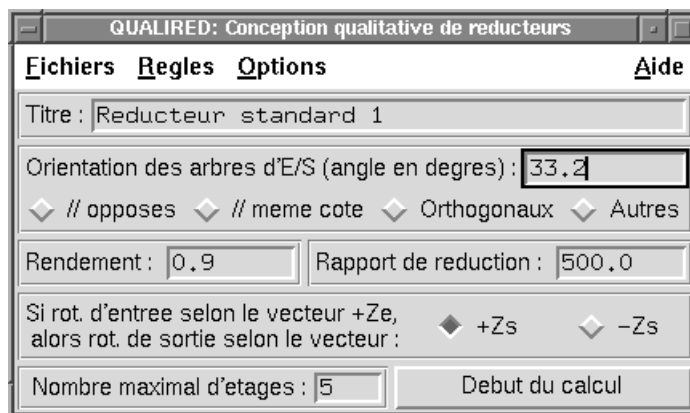 QUALIRED: Conception qualitative de reducteurs
Fichiers Regles Options Aide
Titre : Reducteur standard 1
Orientation des arbres d'E/S (angle en degres) : 33.2
// opposes // meme cote Orthogonaux Autres
Rendement : 0.9 Rapport de reduction : 500.0
Si rot. d'entree selon le vecteur +Ze,
alors rot. de sortie selon le vecteur : +Zs -Zs
Nombre maximal d'etages : 5 Debut du calcul